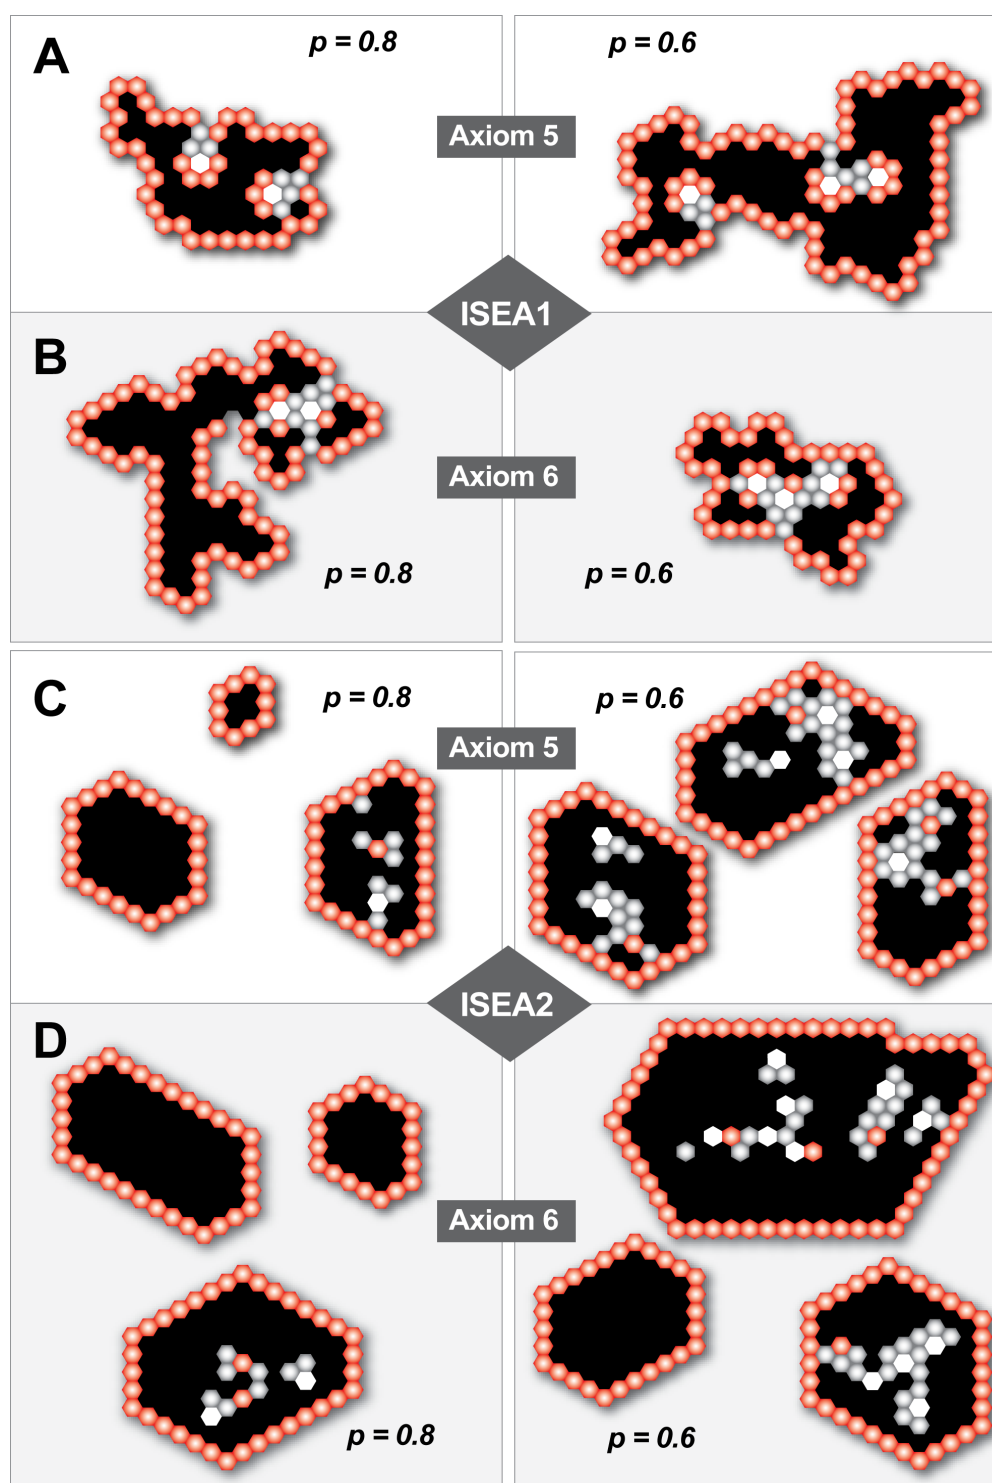 A
p = 0.8
p = 0.6
Axiom 5
ISEA1
B
Axiom 6
p = 0.8
p = 0.6
C
p = 0.8
p = 0.6
Axiom 5
ISEA2
D
Axiom 6
p = 0.8
p = 0.6